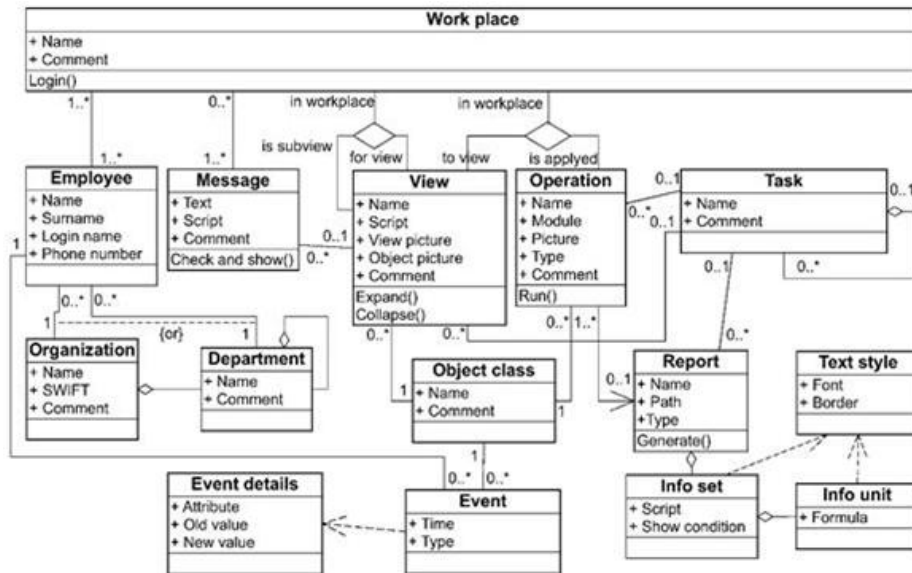 Work place
+ Name
+ Comment
Login()
1..*
0..*
in workplace
in workplace
is subview
for view
to view
is applyed
1..*
1..*
Employee
+ Name
+ Surname
+ Login name
+ Phone number
Message
+ Text
+ Script
+ Comment
Check and show()
View
+ Name
+ Script
+ View picture
+ Object picture
+ Comment
Expand()
Collapse()
Operation
+ Name
+ Module
+ Picture
+ Type
+ Comment
Run()
Task
+ Name
+ Comment
0..1
0..*
0..1
0..1
0..1
0..*
1
0..*
0..*
0..1
0..*
1
{or}
1
0..*
0..*
0..*
1..*
0..*
Organization
+ Name
+ SWIFT
+ Comment
Department
+ Name
+ Comment
Object class
+ Name
+ Comment
1
1
0..1
Report
+ Name
+ Path
+Type
Generate()
Text style
+ Font
+ Border
1
0..*
0..*
Event details
+ Attribute
+ Old value
+ New value
Event
+ Time
+ Type
Info set
+ Script
+ Show condition
Info unit
+ Formula